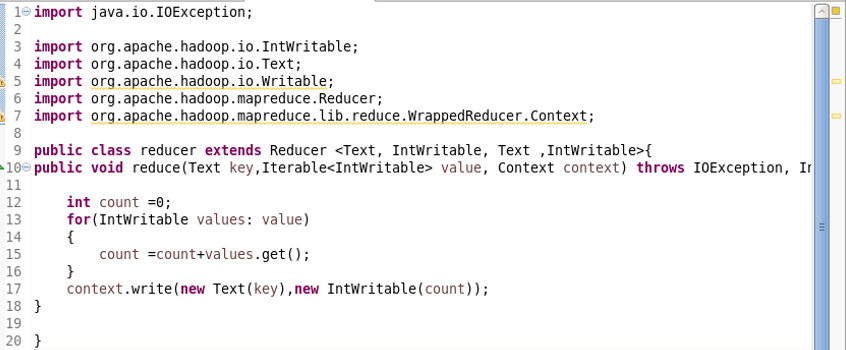 1 import java.io.IOException;
2
3 import org.apache.hadoop.io.IntWritable;
4 import org.apache.hadoop.io.Text;
5 import org.apache.hadoop.io.Writable;
6 import org.apache.hadoop.mapreduce.Reducer;
7 import org.apache.hadoop.mapreduce.lib.reduce.WrappedReducer.Context;
8
9 public class reducer extends Reducer <Text, IntWritable, Text ,IntWritable>{
10 public void reduce(Text key,Iterable<IntWritable> value, Context context) throws IOException,
11
12 int count =0;
13 for(IntWritable values: value)
14 {
15 count =count+values.get();
16 }
17 context.write(new Text(key),new IntWritable(count));
18 }
19
20 }